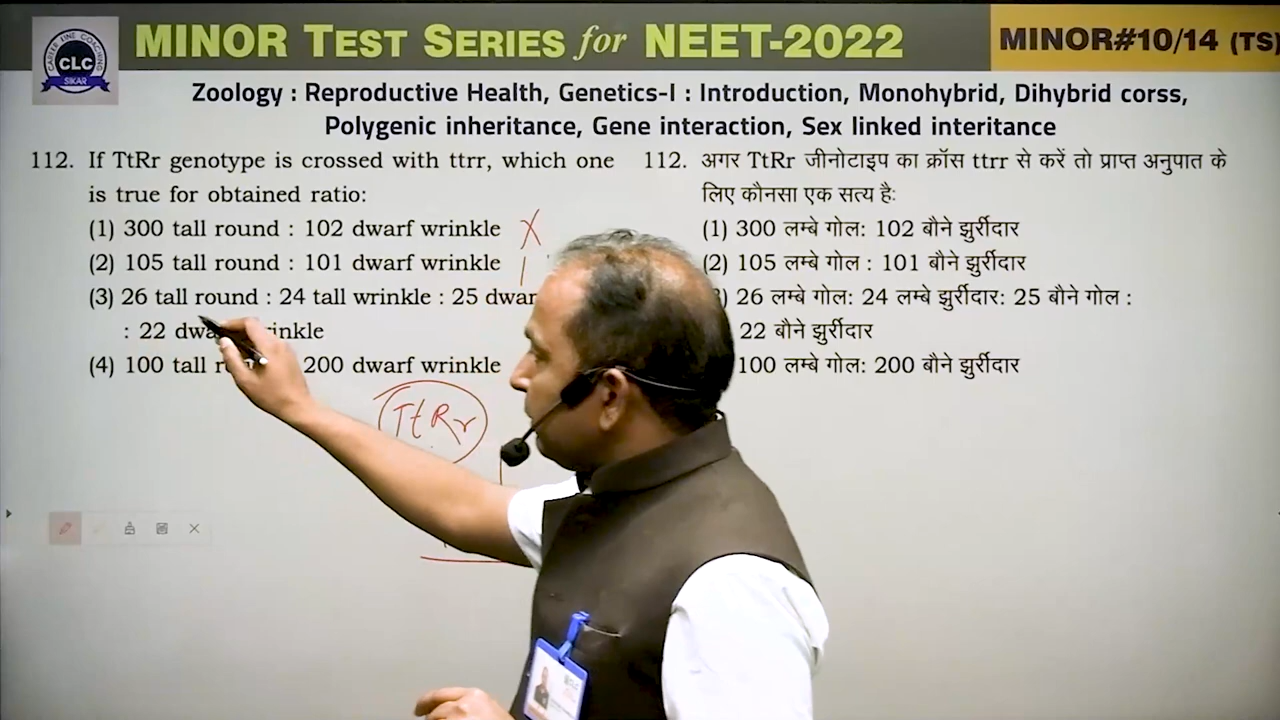 MINOR TEST SERIES for NEET-2022
MINOR#10/14 (TS)
CAREER LINE COACHING
CLC
SIKAR
Zoology : Reproductive Health, Genetics-I : Introduction, Monohybrid, Dihybrid corss,
Polygenic inheritance, Gene interaction, Sex linked interitance
112. If TtRr genotype is crossed with ttrr, which one
is true for obtained ratio:
(1) 300 tall round : 102 dwarf wrinkle X
(2) 105 tall round : 101 dwarf wrinkle
(3) 26 tall round : 24 tall wrinkle : 25
: 22
(4) 100 tall 200 dwarf wrinkle
TtRr
112. अगर TtRr जीनोटाइप का क्रॉस ttrr से करें तो प्राप्त अनुपात के
लिए कौनसा एक सत्य है:
(1) 300 लम्बे गोल: 102 बौने झुर्रीदार
(2) 105 लम्बे गोल : 101 बौने झुर्रीदार
26 लम्बे गोल: 24 लम्बे झुर्रीदार: 25 बौने गोल :
22 बौने झुर्रीदार
100 लम्बे गोल: 200 बौने झुर्रीदार